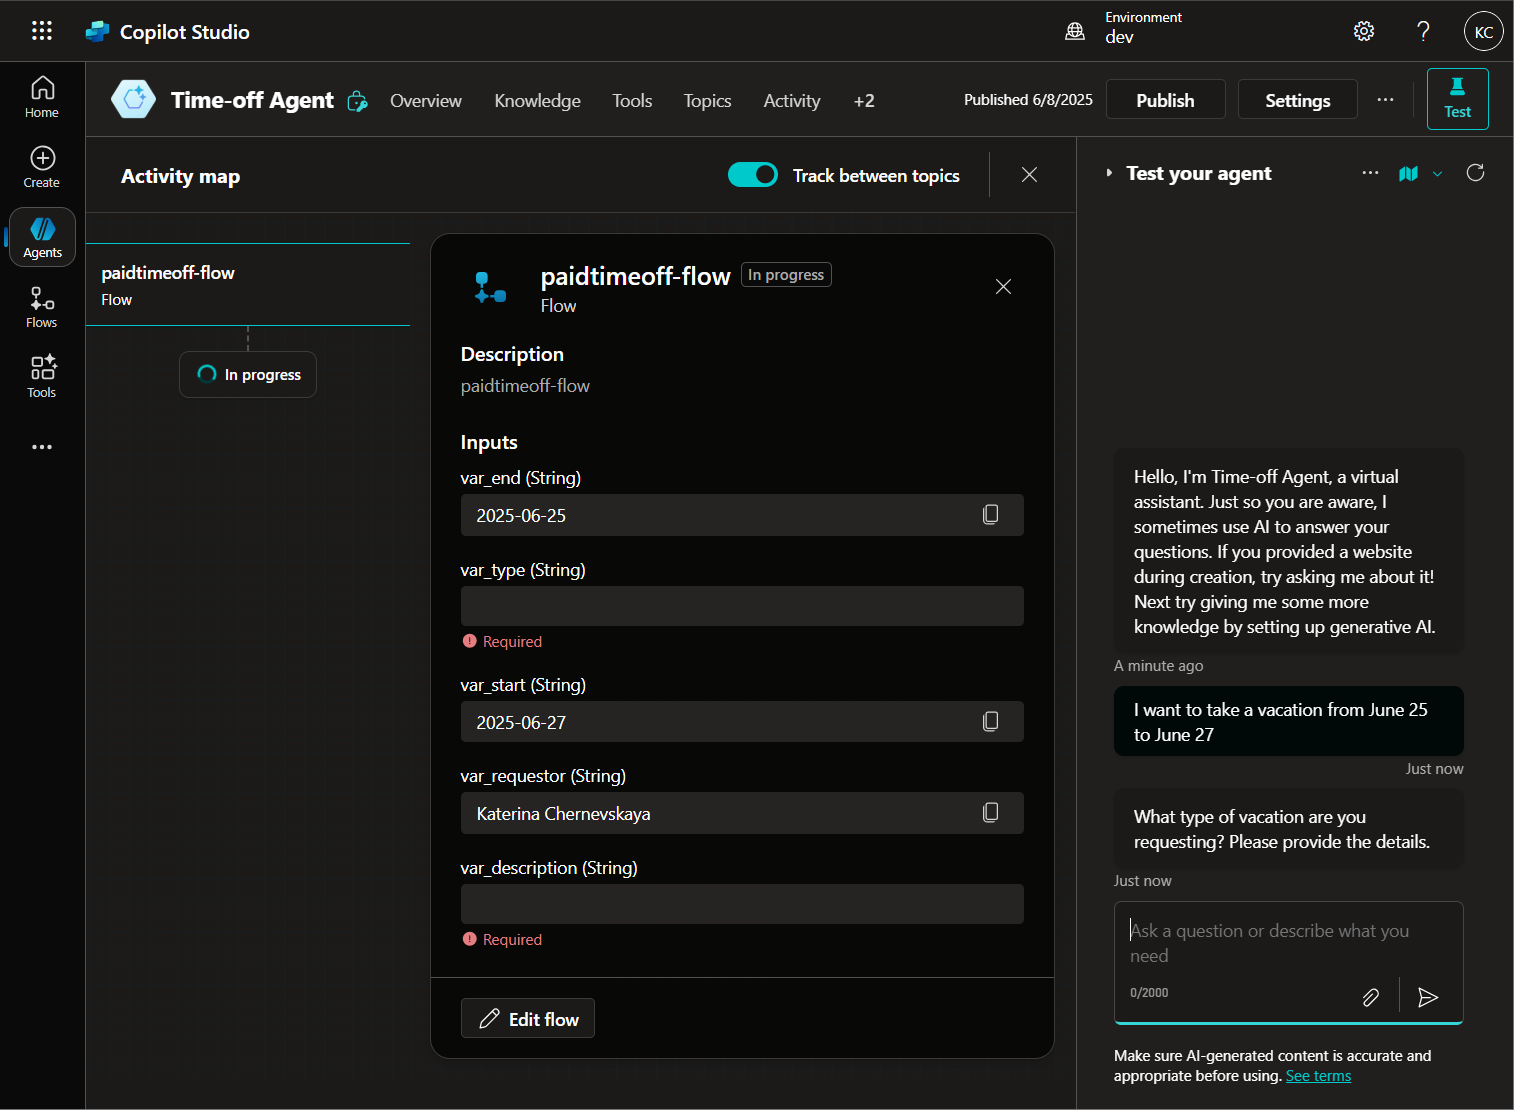 Copilot Studio
Environment
dev
KC
Home
Create
Agents
Flows
Tools
Time-off Agent
Overview
Knowledge
Tools
Topics
Activity
+2
Published 6/8/2025
Publish
Settings
Test
Activity map
Track between topics
paidtimeoff-flow
Flow
In progress
paidtimeoff-flow
In progress
Flow
Description
paidtimeoff-flow
Inputs
var_end (String)
2025-06-25
var_type (String)
Required
var_start (String)
2025-06-27
var_requestor (String)
Katerina Chernevskaya
var_description (String)
Required
Edit flow
Test your agent
Hello, I'm Time-off Agent, a virtual
assistant. Just so you are aware, I
sometimes use AI to answer your
questions. If you provided a website
during creation, try asking me about it!
Next try giving me some more
knowledge by setting up generative AI.
A minute ago
I want to take a vacation from June 25
to June 27
Just now
What type of vacation are you
requesting? Please provide the details.
Just now
Ask a question or describe what you
need
0/2000
Make sure AI-generated content is accurate and
appropriate before using. See terms